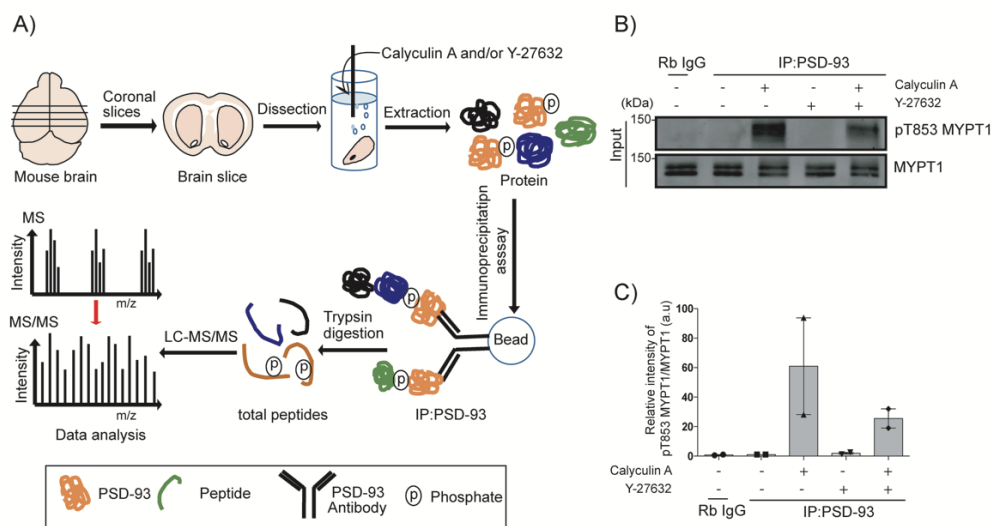 A)
Calyculin A and/or Y-27632
Coronal
slices
Dissection
Extraction
p
p
Mouse brain
Brain slice
Protein
Immunoprecipitation
asssay
MS
Intensity
m/z
MS/MS
Intensity
m/z
Data analysis
LC-MS/MS
p
p
total peptides
Trypsin
digestion
p
p
Bead
IP:PSD-93
PSD-93
Peptide
PSD-93
Antibody
p
Phosphate
B)
Rb IgG
IP:PSD-93
- - + - + Calyculin A
- - - + + Y-27632
(kDa)
Input
150
pT853 MYPT1
150
MYPT1
C)
Relative intensity of
pT853 MYPT1/MYPT1 (a.u)
100
80
60
40
20
0
Calyculin A - - + - +
Y-27632 - - - + +
Rb IgG
IP:PSD-93